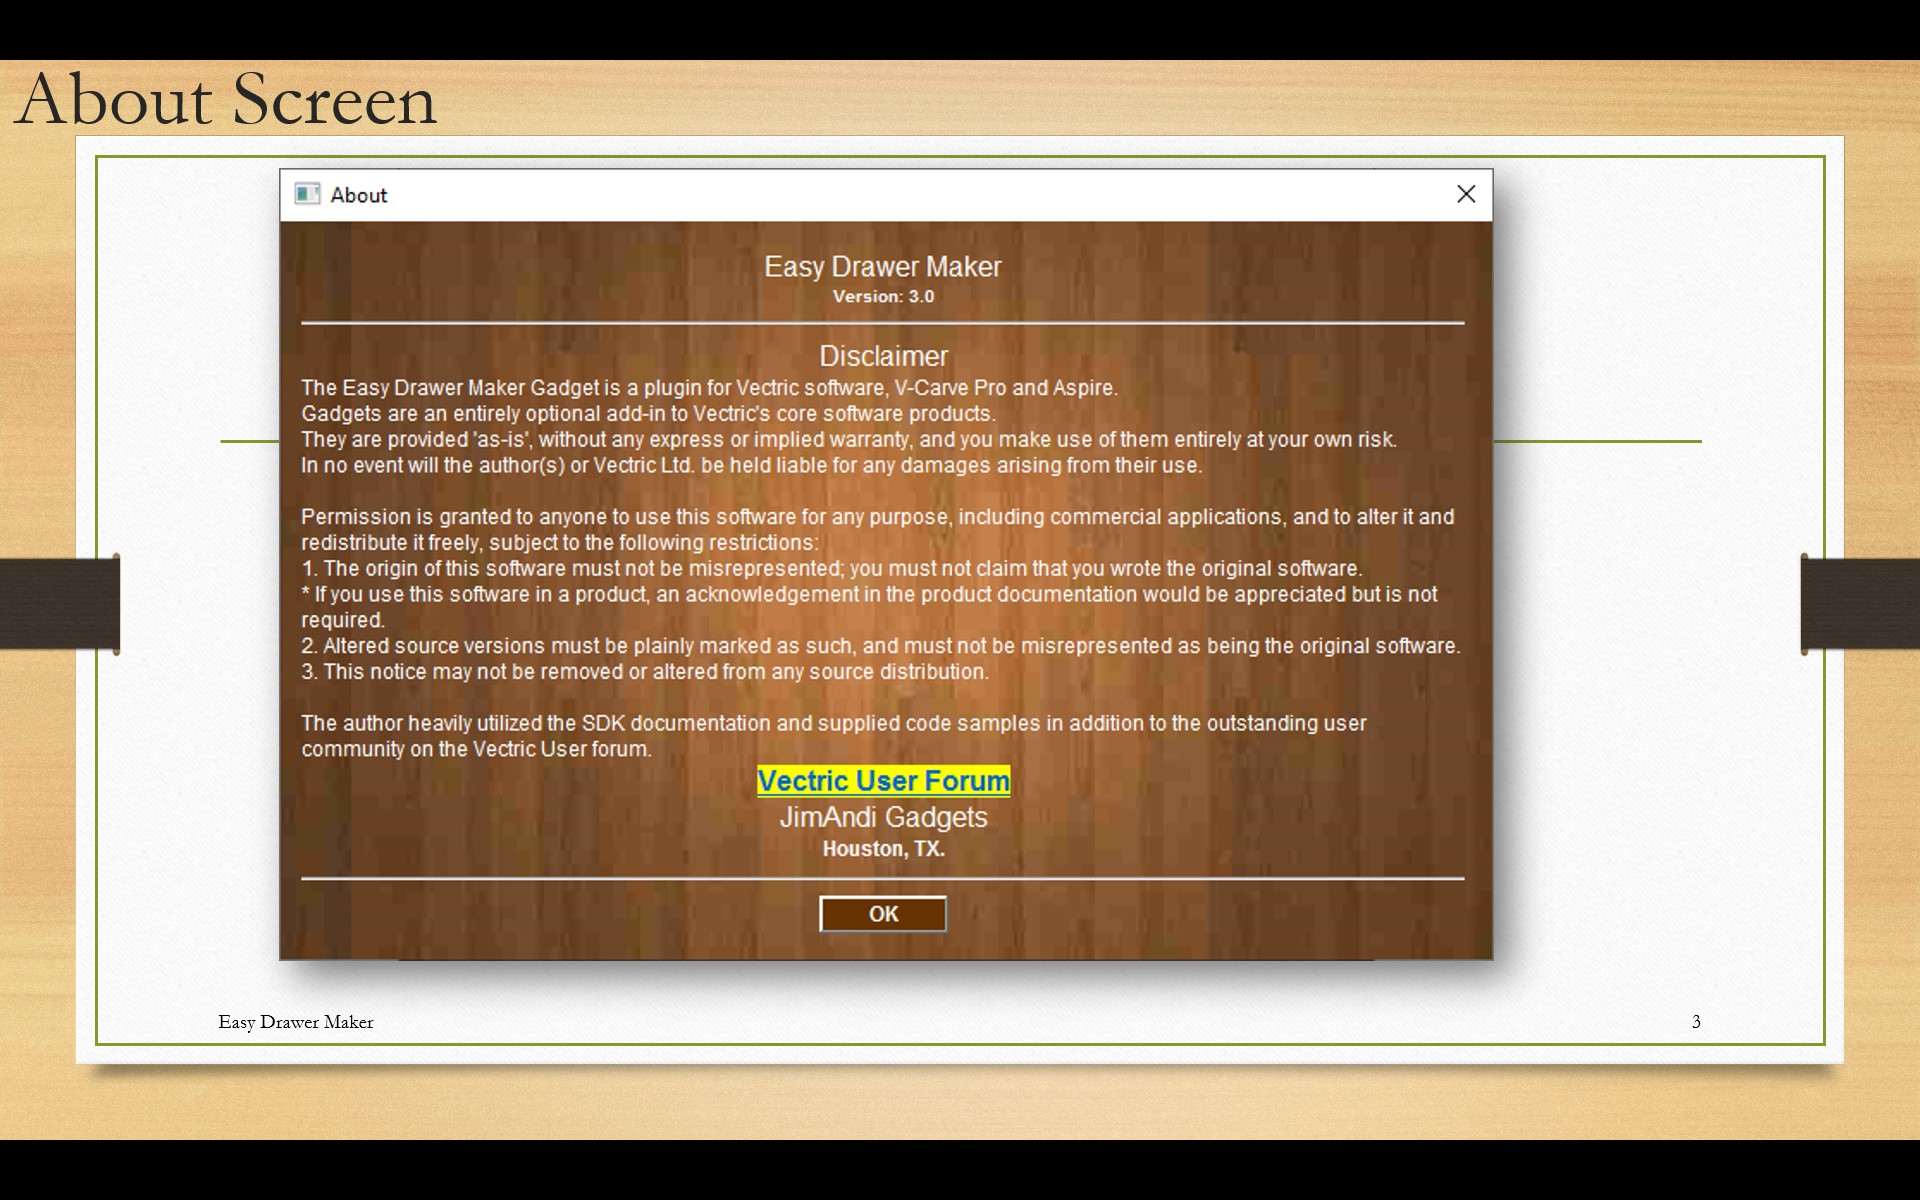 About Screen
About
Easy Drawer Maker
Version: 3.0
Disclaimer
The Easy Drawer Maker Gadget is a plugin for Vectric software, V-Carve Pro and Aspire.
Gadgets are an entirely optional add-in to Vectric's core software products.
They are provided 'as-is', without any express or implied warranty, and you make use of them entirely at your own risk.
In no event will the author(s) or Vectric Ltd. be held liable for any damages arising from their use.
Permission is granted to anyone to use this software for any purpose, including commercial applications, and to alter it and
redistribute it freely, subject to the following restrictions:
1. The origin of this software must not be misrepresented; you must not claim that you wrote the original software.
* If you use this software in a product, an acknowledgement in the product documentation would be appreciated but is not
required.
2. Altered source versions must be plainly marked as such, and must not be misrepresented as being the original software.
3. This notice may not be removed or altered from any source distribution.
The author heavily utilized the SDK documentation and supplied code samples in addition to the outstanding user
community on the Vectric User forum.
Vectric User Forum
JimAndi Gadgets
Houston, TX.
OK
Easy Drawer Maker
3